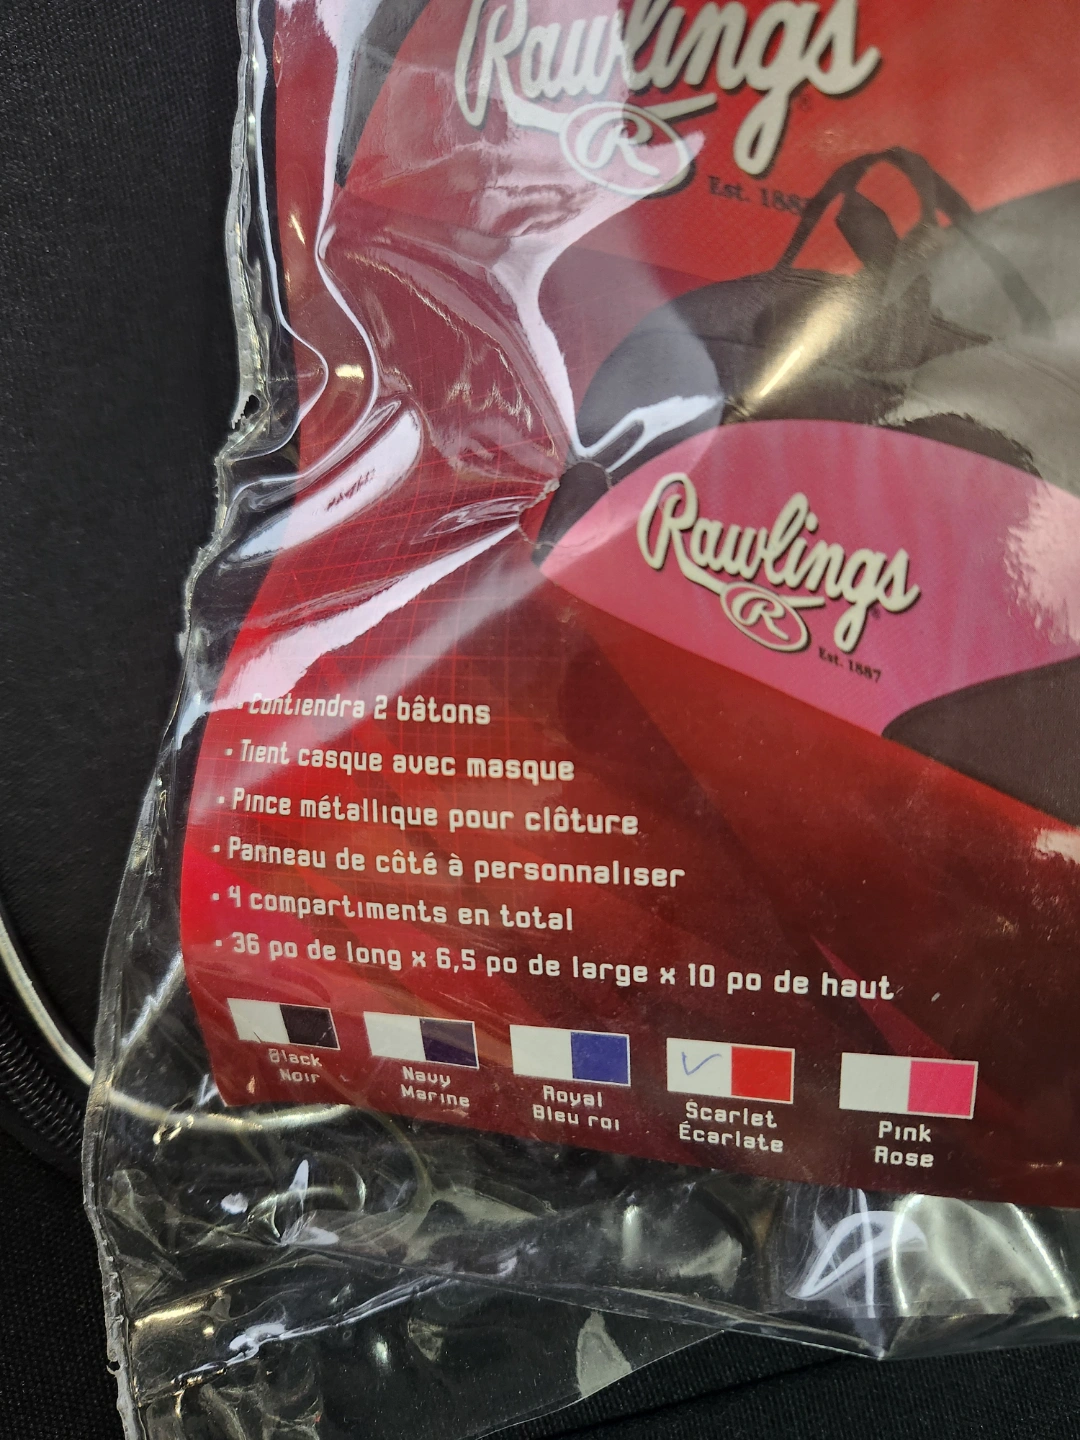 Rawlings
R
Est. 1887
Rawlings
R
Est. 1887
• Contiendra 2 bâtons
• Tient casque avec masque
• Pince métallique pour clôture
• Panneau de côté à personnaliser
• 4 compartiments en total
• 36 po de long x 6,5 po de large x 10 po de haut
Black
Noir
Navy
Marine
Royal
Bleu roi
Scarlet
Écarlate
Pink
Rose